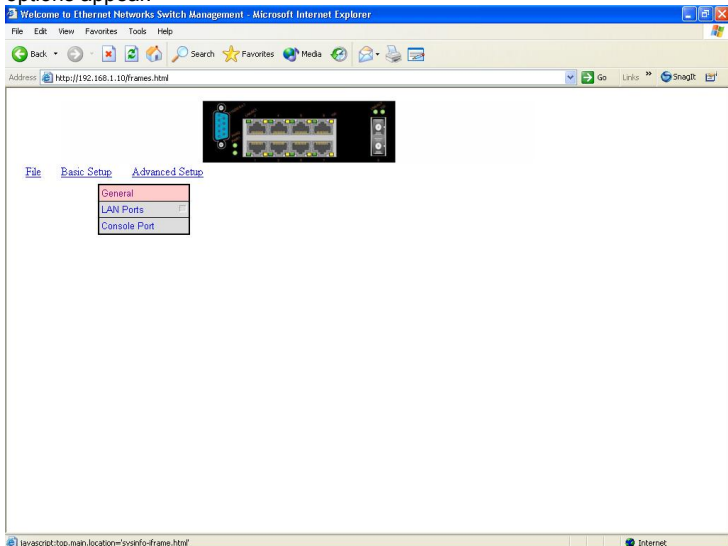 options appear.
Welcome to Ethernet Networks Switch Management - Microsoft Internet Explorer
File Edit View Favorites Tools Help
Back Search Favorites Media
Address http://192.168.1.10/frames.html Go Links » SnagIt
File Basic Setup Advanced Setup
General
LAN Ports
Console Port
javascript:top.main.location='sysinfo-iframe.html' Internet